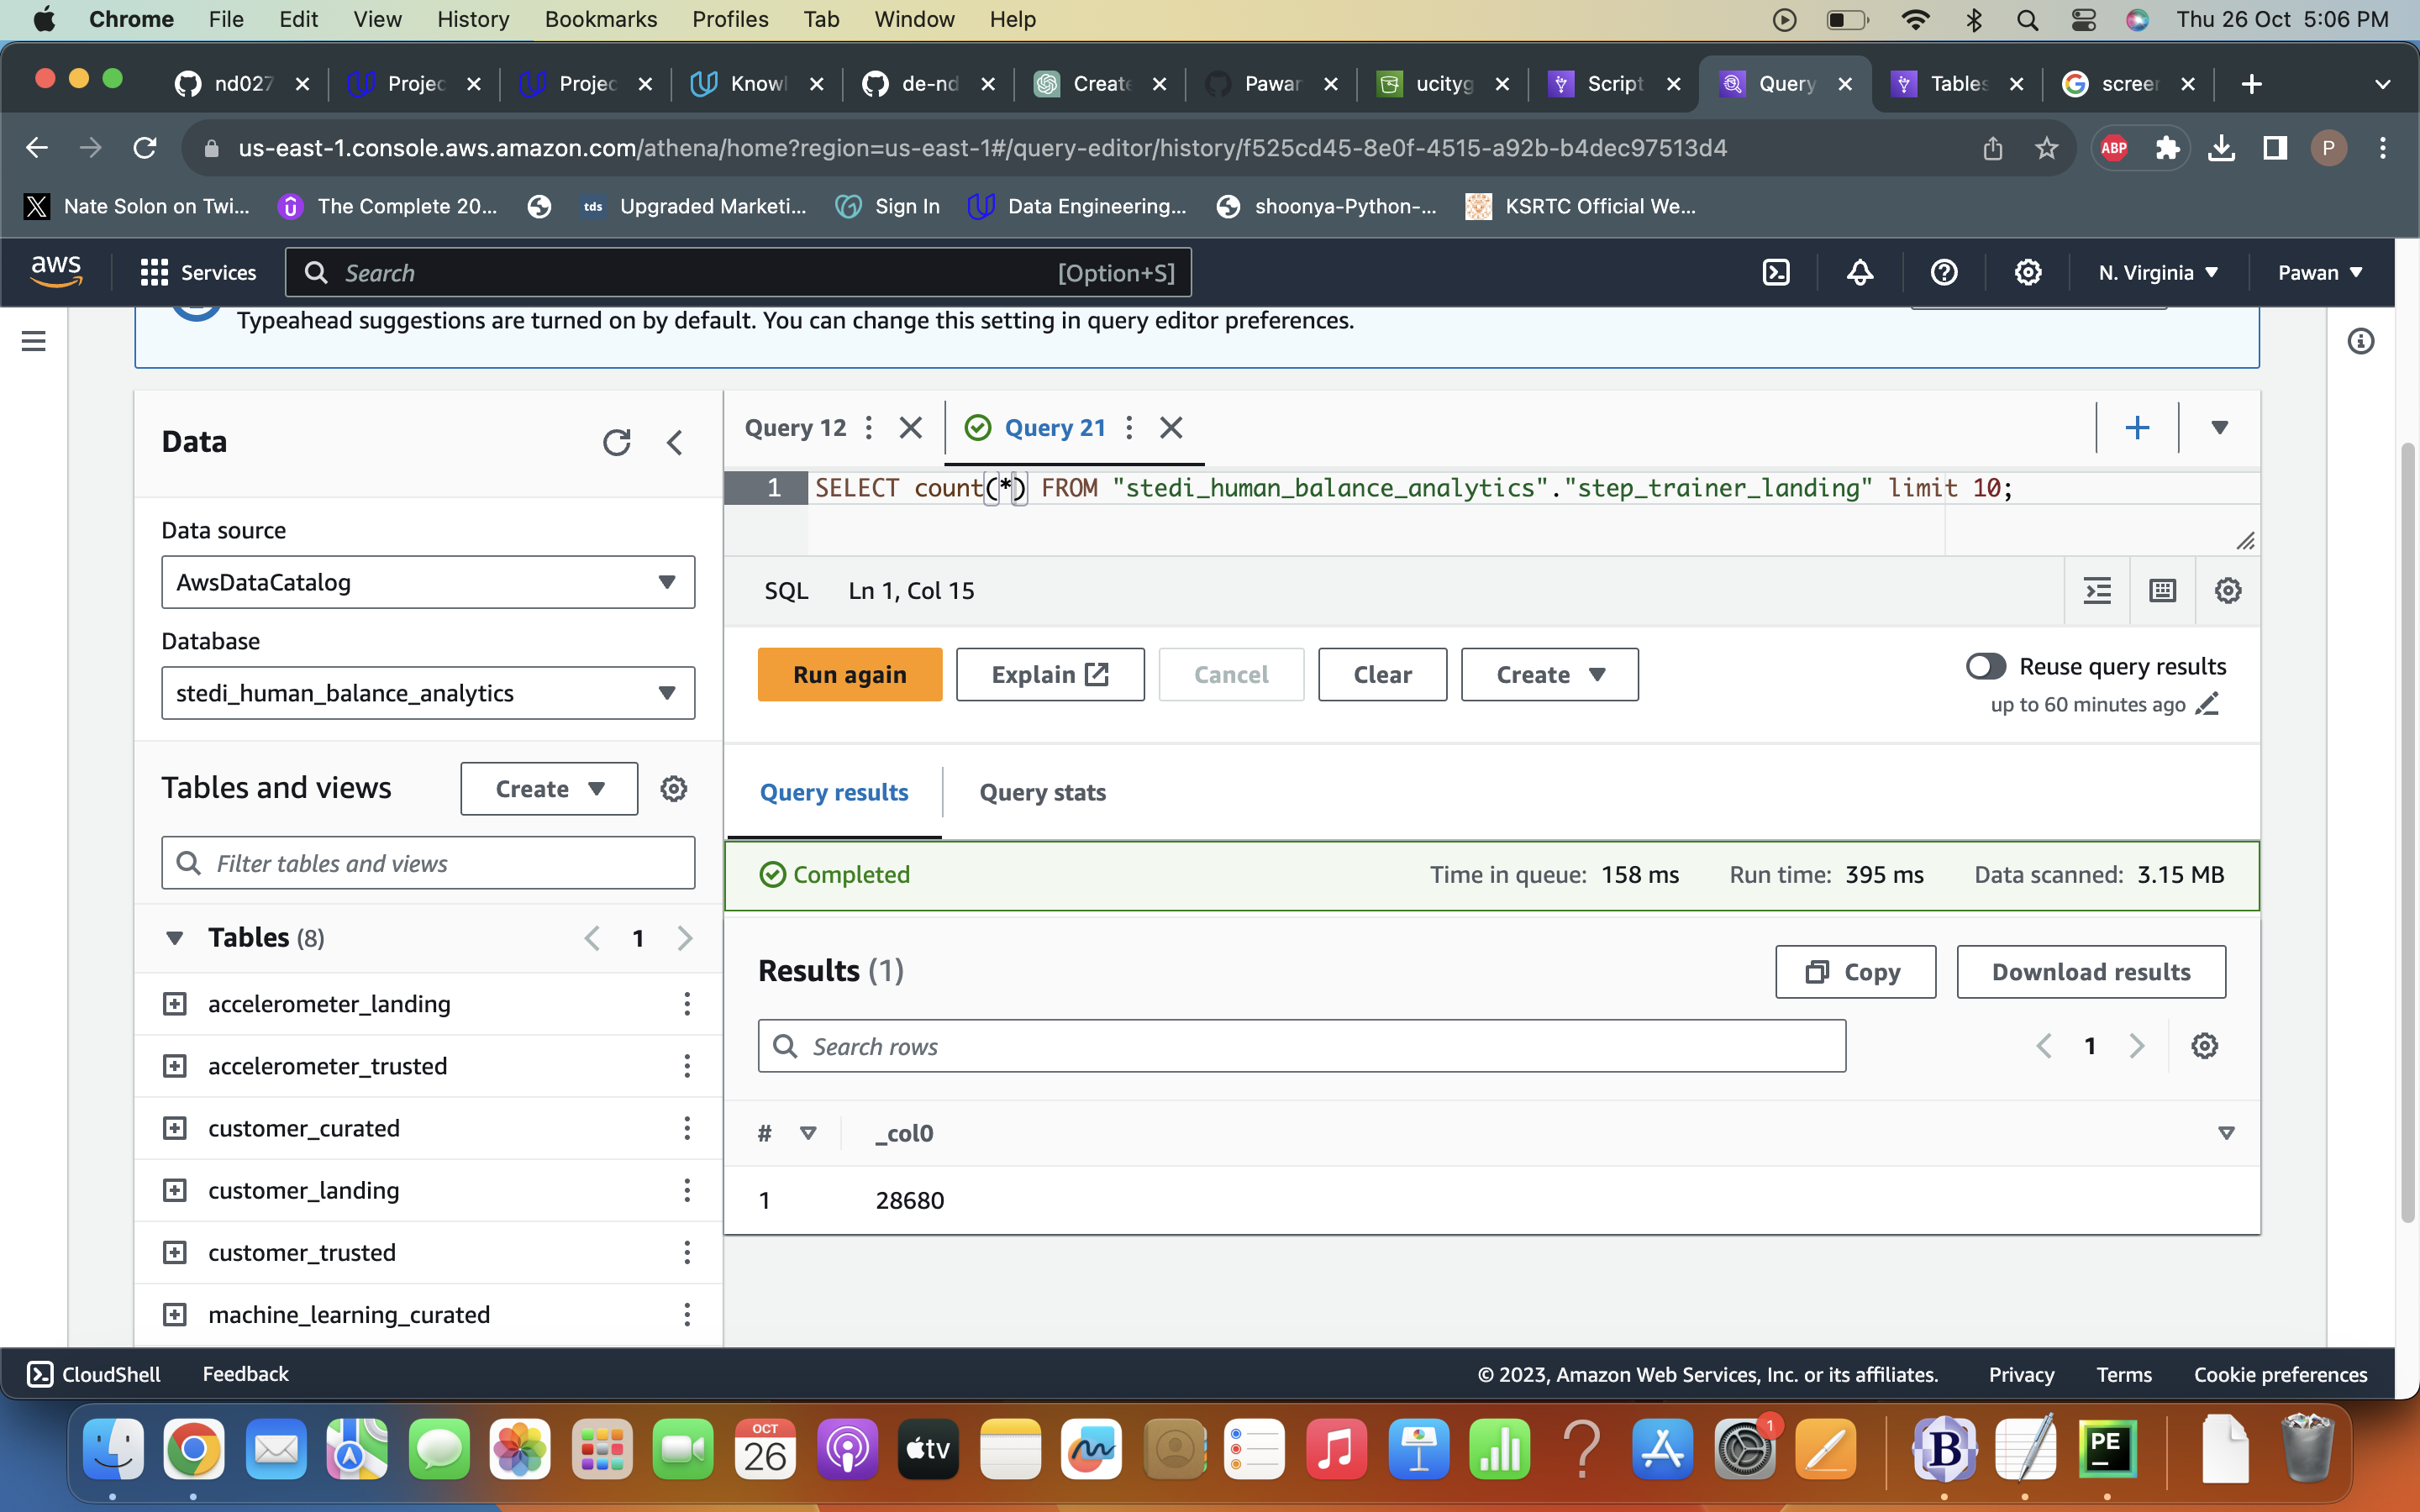 Chrome File Edit View History Bookmarks Profiles Tab Window Help Thu 26 Oct 5:06 PM
nd027 Projec Projec Knowl de-nd Create Pawar ucityg Script Query Tables screer
us-east-1.console.aws.amazon.com/athena/home?region=us-east-1#/query-editor/history/f525cd45-8e0f-4515-a92b-b4dec97513d4 ABP P
Nate Solon on Twi... The Complete 20... tds Upgraded Marketi... Sign In Data Engineering... shoonya-Python-... KSRTC Official We...
aws Services Search [Option+S] N. Virginia Pawan
Typeahead suggestions are turned on by default. You can change this setting in query editor preferences.
Data
Data source
AwsDataCatalog
Database
stedi_human_balance_analytics
Tables and views Create
Filter tables and views
Tables (8) 1
accelerometer_landing
accelerometer_trusted
customer_curated
customer_landing
customer_trusted
machine_learning_curated
Query 12 Query 21
1 SELECT count(*) FROM "stedi_human_balance_analytics"."step_trainer_landing" limit 10;
SQL Ln 1, Col 15
Run again Explain Cancel Clear Create
Reuse query results
up to 60 minutes ago
Query results Query stats
Completed Time in queue: 158 ms Run time: 395 ms Data scanned: 3.15 MB
Results (1) Copy Download results
Search rows 1
# _col0
1 28680
CloudShell Feedback © 2023, Amazon Web Services, Inc. or its affiliates. Privacy Terms Cookie preferences
OCT
26
tv
1
B
PE